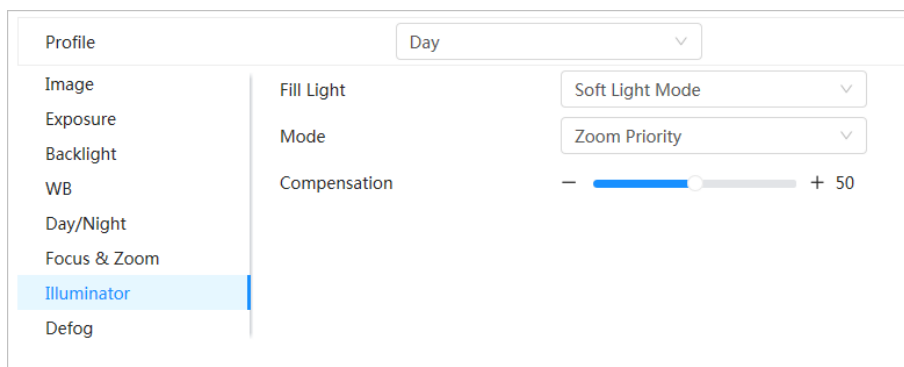 Profile Day
Image
Fill Light Soft Light Mode
Exposure
Mode Zoom Priority
Backlight
Compensation − + 50
WB
Day/Night
Focus & Zoom
Illuminator
Defog